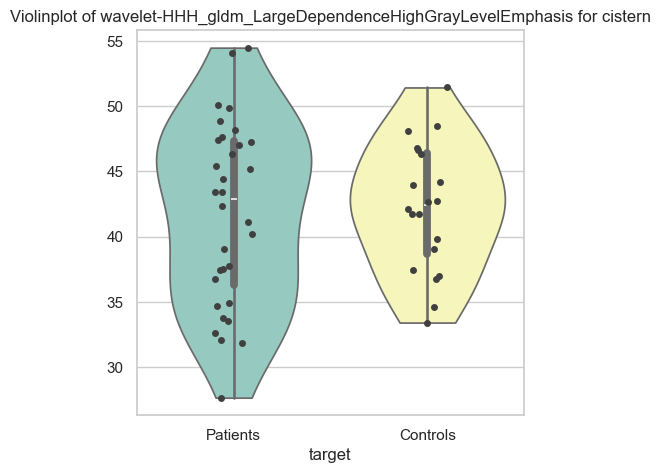 Violinplot of wavelet-HHH_gldm_LargeDependenceHighGrayLevelEmphasis for cistern
55
50
45
40
35
30
Patients Controls
target